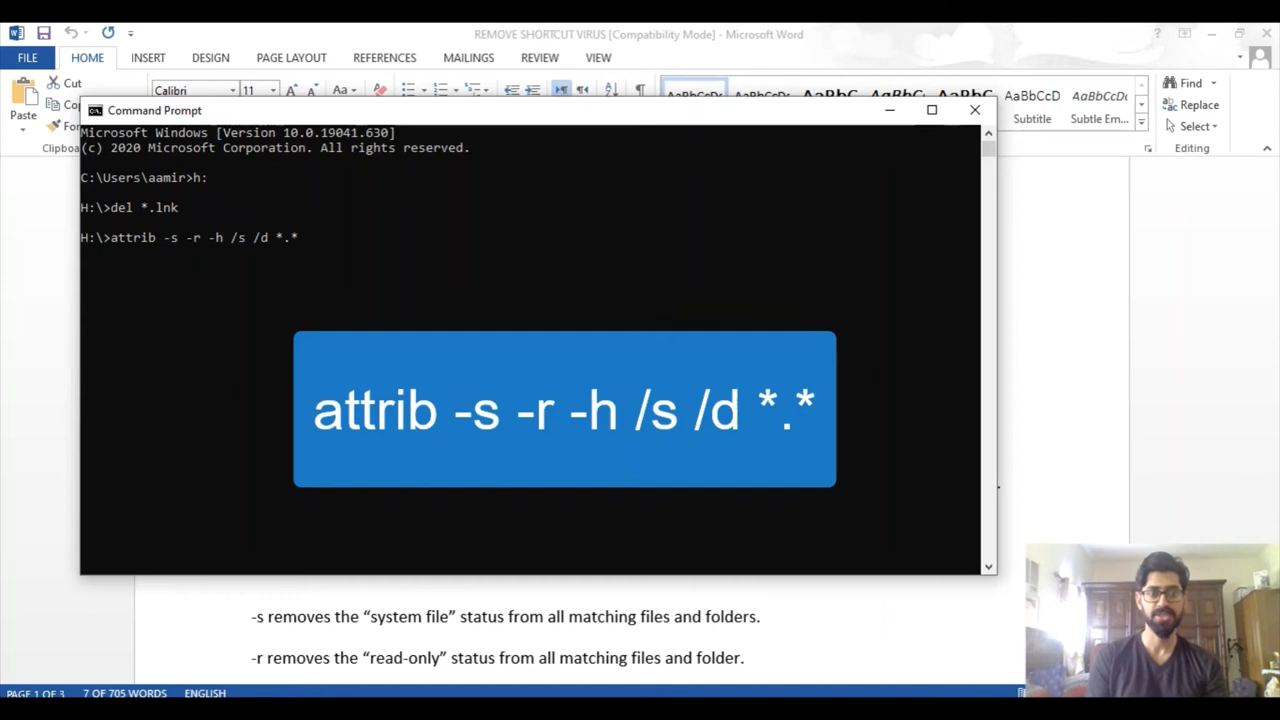 REMOVE SHORTCUT VIRUS [Compatibility Mode] - Microsoft Word
FILE
HOME
INSERT
DESIGN
PAGE LAYOUT
REFERENCES
MAILINGS
REVIEW
VIEW
Paste
Cut
Clipboa
Calibri
11
Aa
AaBbCcD
Subtitle
AaBbCcDc
Subtle Em...
Find
Replace
Select
Editing
Command Prompt
Microsoft Windows [Version 10.0.19041.630]
(c) 2020 Microsoft Corporation. All rights reserved.
C:\Users\aamir>h:
H:\>del *.lnk
H:\>attrib -s -r -h /s /d *.*
attrib -s -r -h /s /d *.*
-s removes the “system file” status from all matching files and folders.
-r removes the “read-only” status from all matching files and folder.
PAGE 1 OF 3
7 OF 705 WORDS
ENGLISH